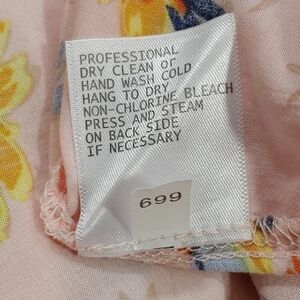 PROFESSIONAL
DRY CLEAN or
HAND WASH COLD
HANG TO DRY
NON-CHLORINE BLEACH
PRESS AND STEAM
ON BACK SIDE
IF NECESSARY
699